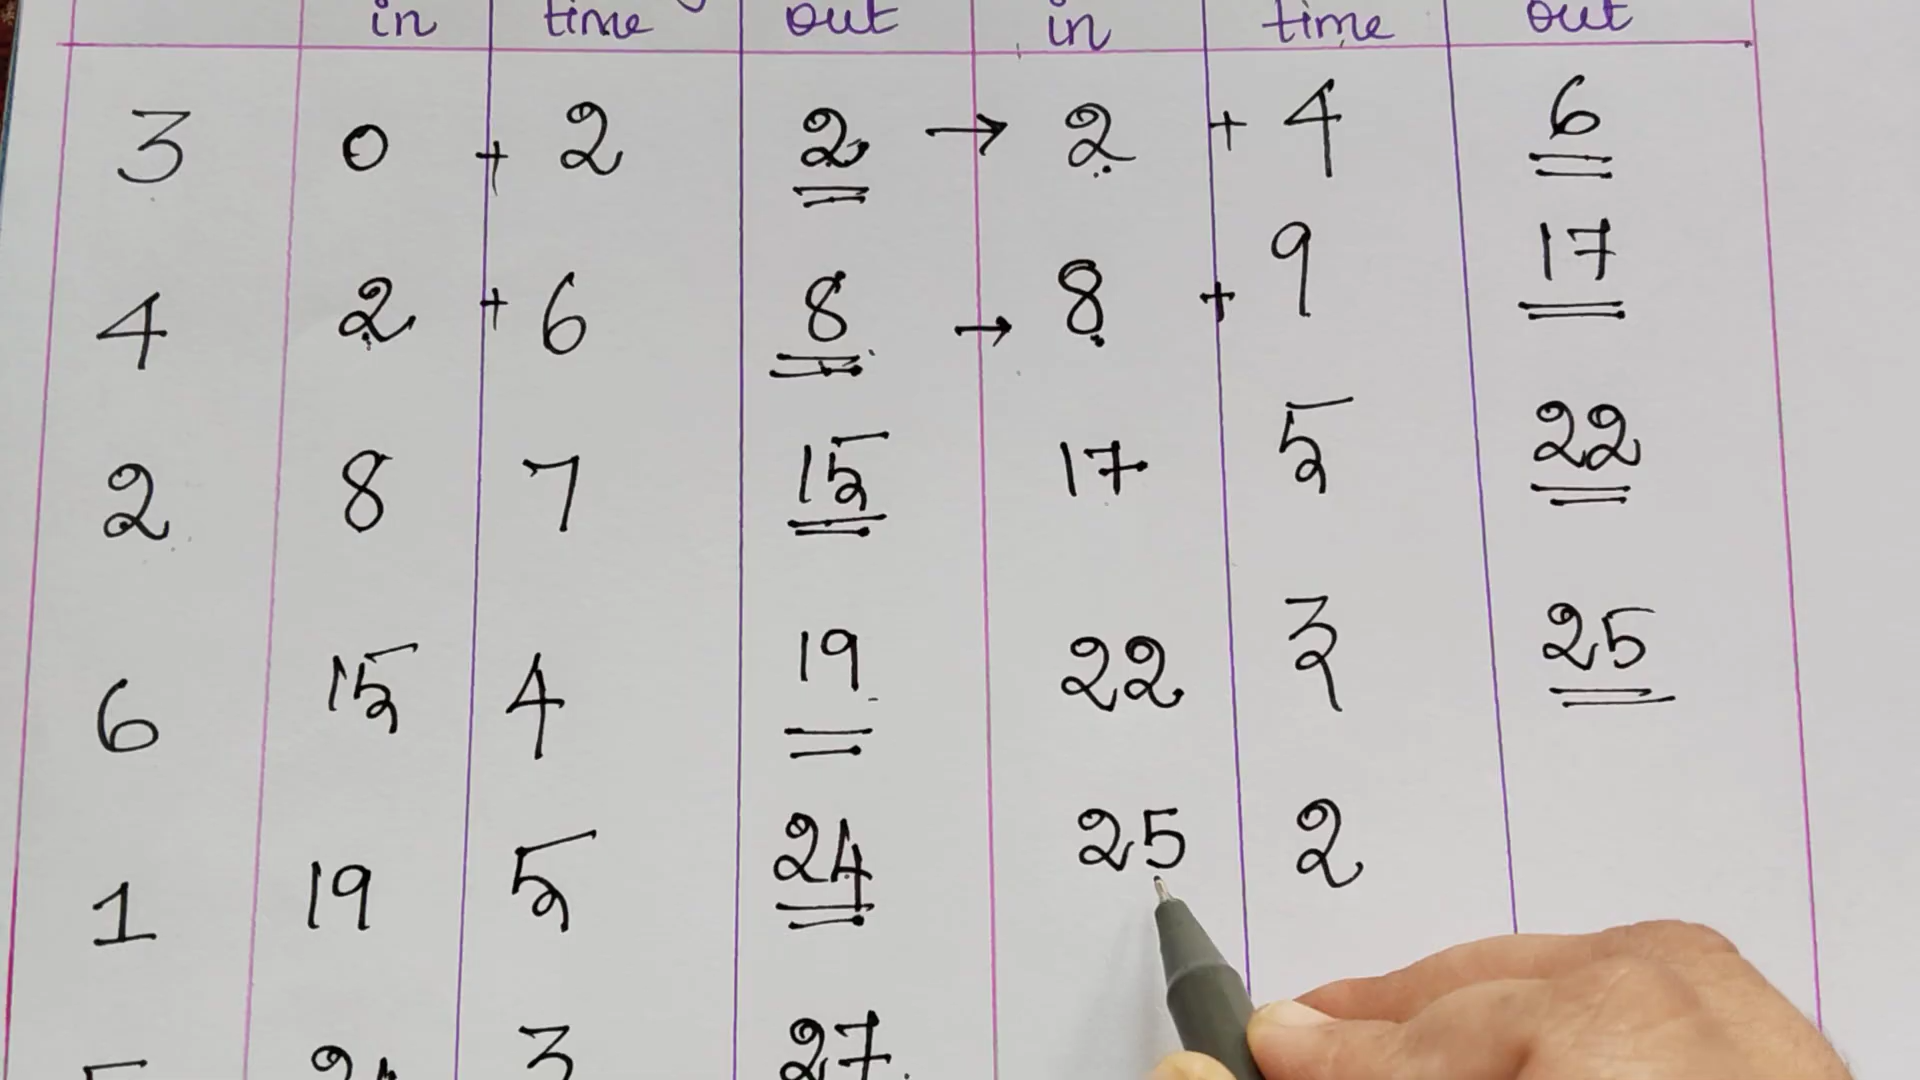 in time out in time out
3 0 + 2 2 → 2 + 4 6
4 2 + 6 8 → 8 + 9 17
2 8 7 15 17 5 22
6 15 4 19 22 3 25
1 19 5 24 25 2
5 24 3 27